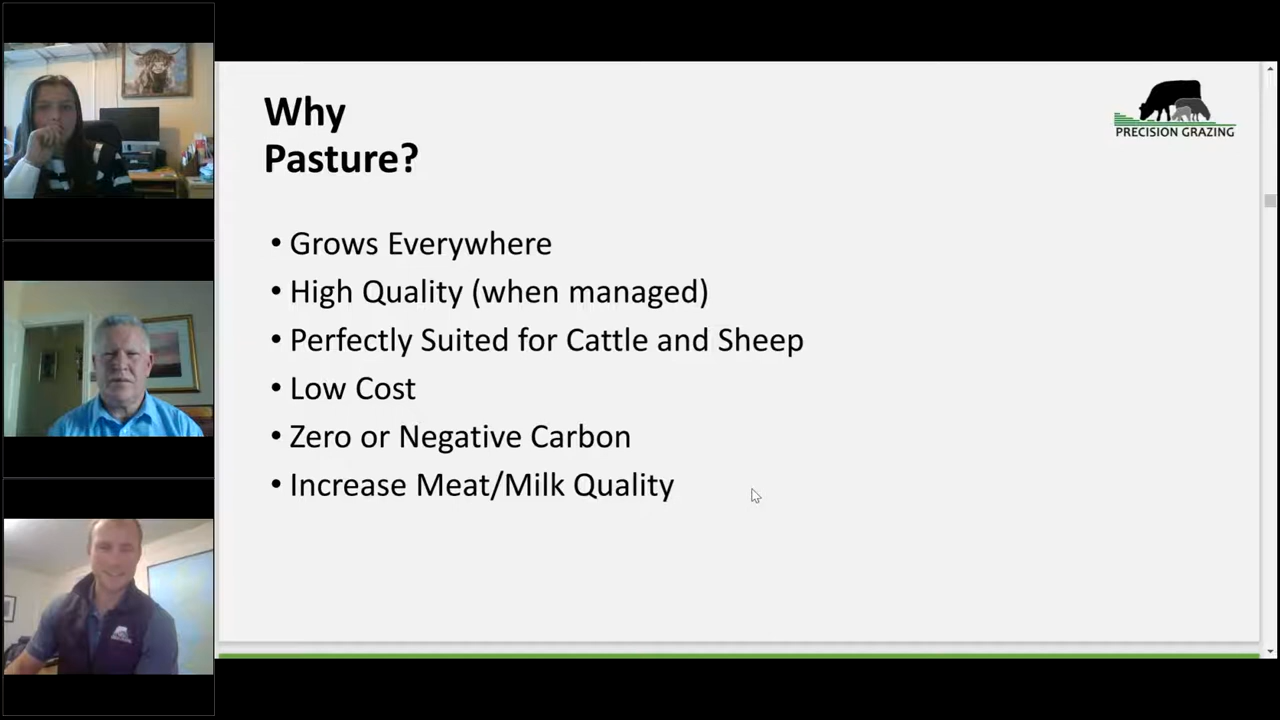 Why
Pasture?
PRECISION GRAZING
• Grows Everywhere
• High Quality (when managed)
• Perfectly Suited for Cattle and Sheep
• Low Cost
• Zero or Negative Carbon
• Increase Meat/Milk Quality